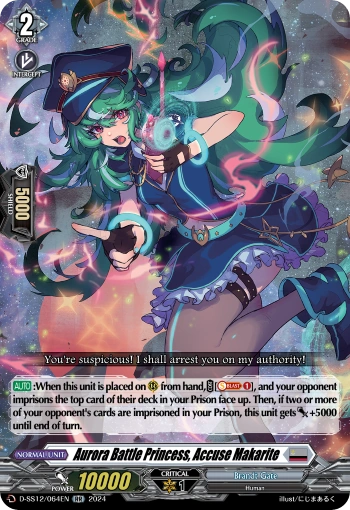 2
GRADE
INTERCEPT
5000
SHIELD
You're suspicious! I shall arrest you on my authority!
AUTO:When this unit is placed on R from hand,[SOUL BLAST 1], and your opponent
imprisons the top card of their deck in your Prison face up. Then, if two or more
of your opponent's cards are imprisoned in your Prison, this unit gets +5000
until end of turn.
NORMAL UNIT
Aurora Battle Princess, Accuse Makarite
POWER 10000
CRITICAL
1
Brandt Gate
Human
D-SS12/064EN RR 2024
illust/にじまあるく